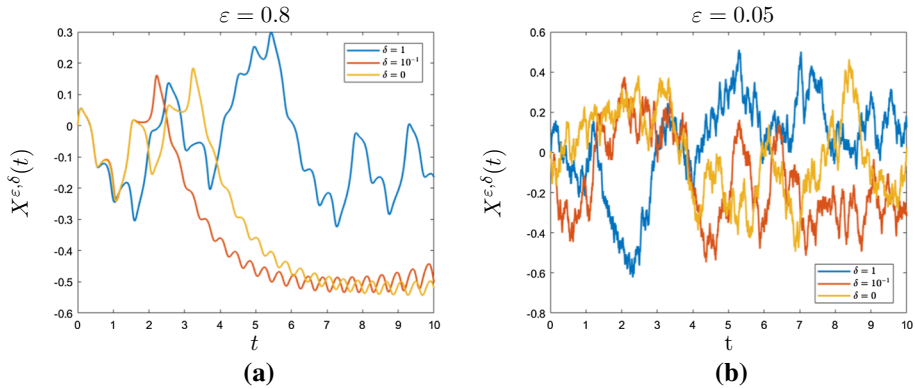 ε = 0.8
X^{ε,δ}(t)
0.3
0.2
0.1
0
-0.1
-0.2
-0.3
-0.4
-0.5
-0.6
δ = 1
δ = 10⁻¹
δ = 0
0 1 2 3 4 5 6 7 8 9 10
t
(a)
ε = 0.05
X^{ε,δ}(t)
0.6
0.4
0.2
0
-0.2
-0.4
-0.6
-0.8
δ = 1
δ = 10⁻¹
δ = 0
0 1 2 3 4 5 6 7 8 9 10
t
(b)